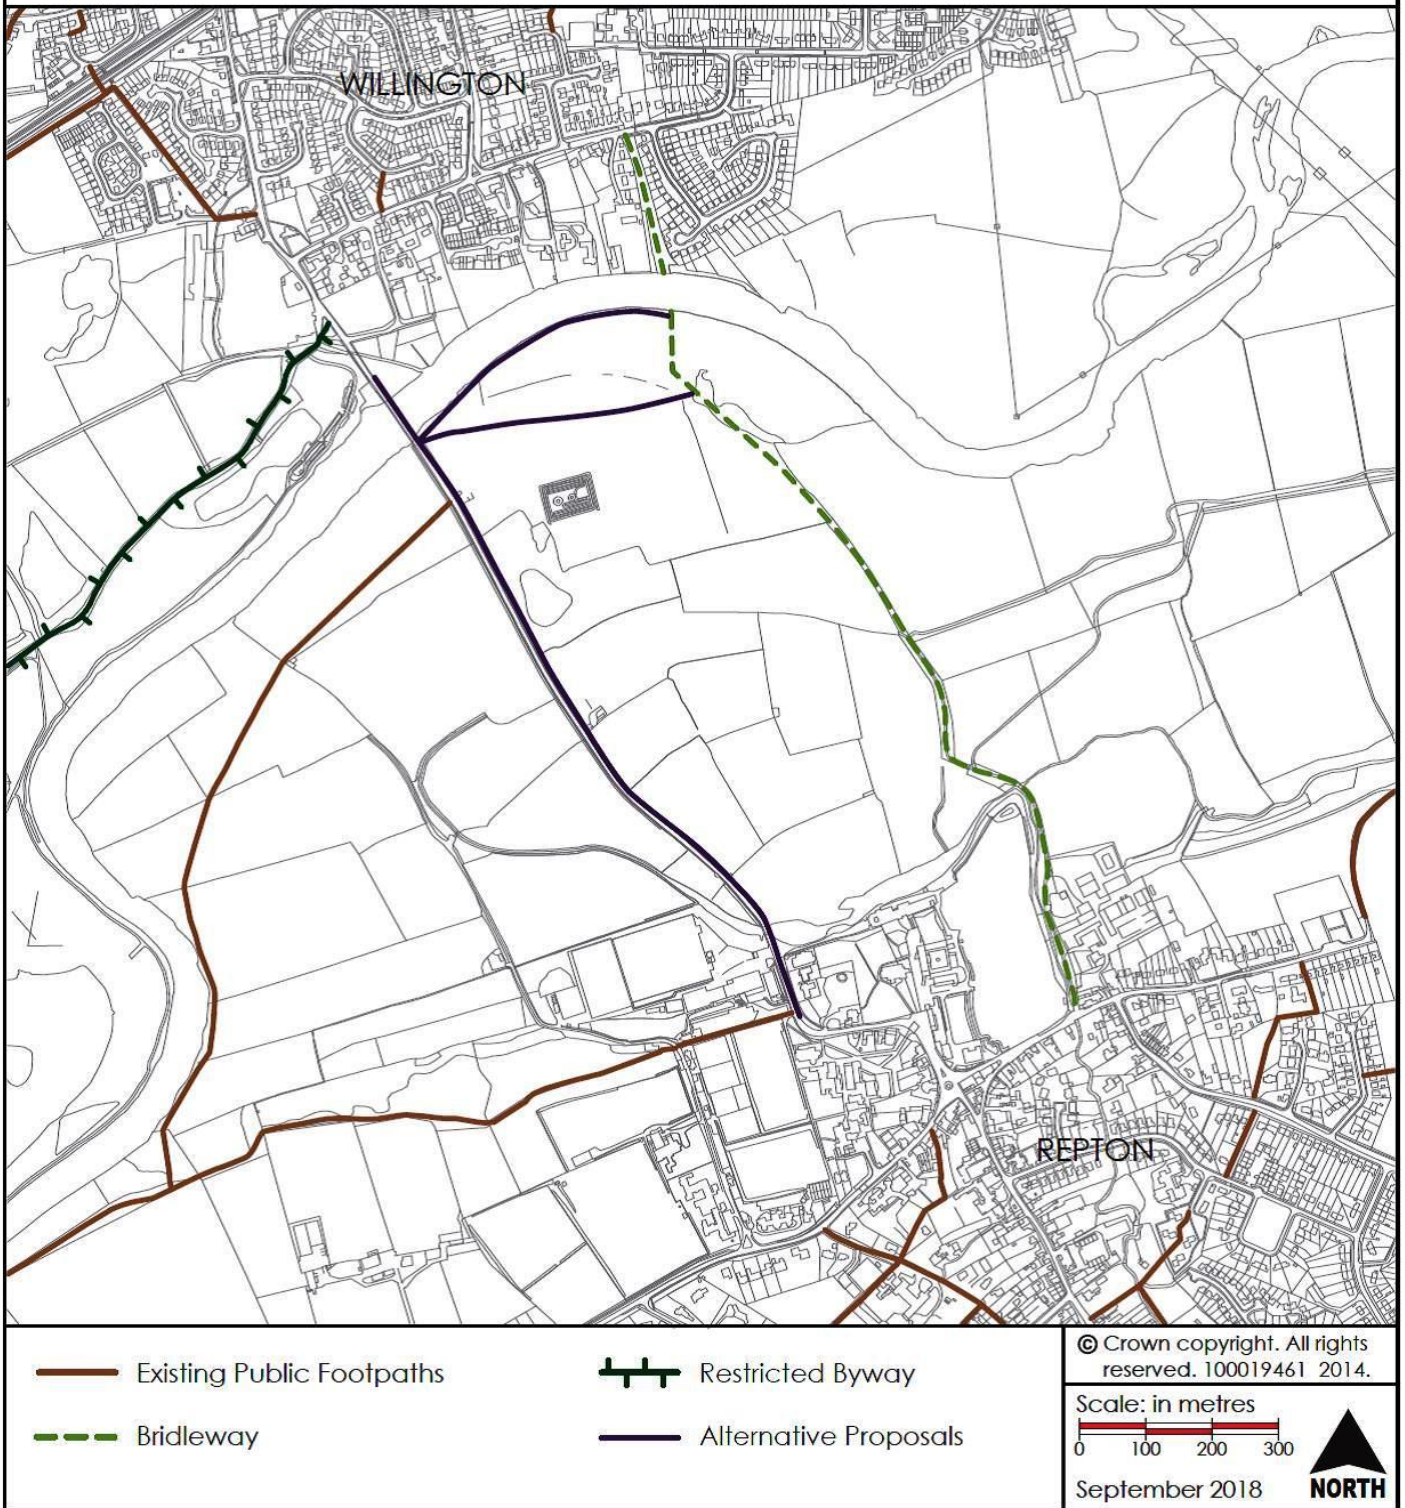 WILLINGTON
REPTON
Existing Public Footpaths
Restricted Byway
Bridleway
Alternative Proposals
© Crown copyright. All rights
reserved. 100019461 2014.
Scale: in metres
0 100 200 300
September 2018
NORTH